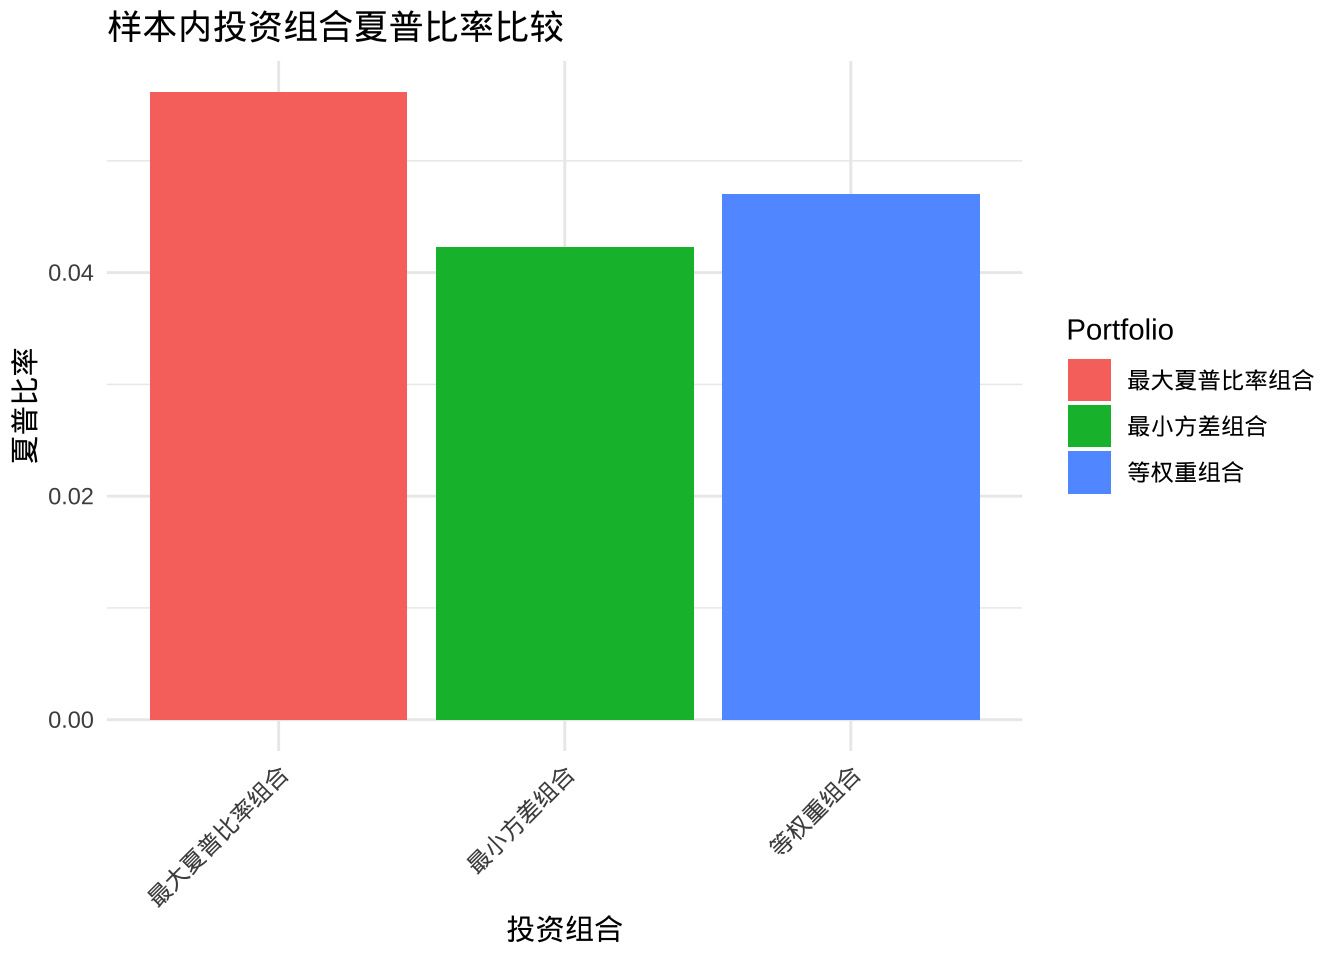 样本内投资组合夏普比率比较
夏普比率
0.04
0.02
0.00
最大夏普比率组合
最小方差组合
等权重组合
投资组合
Portfolio
最大夏普比率组合
最小方差组合
等权重组合